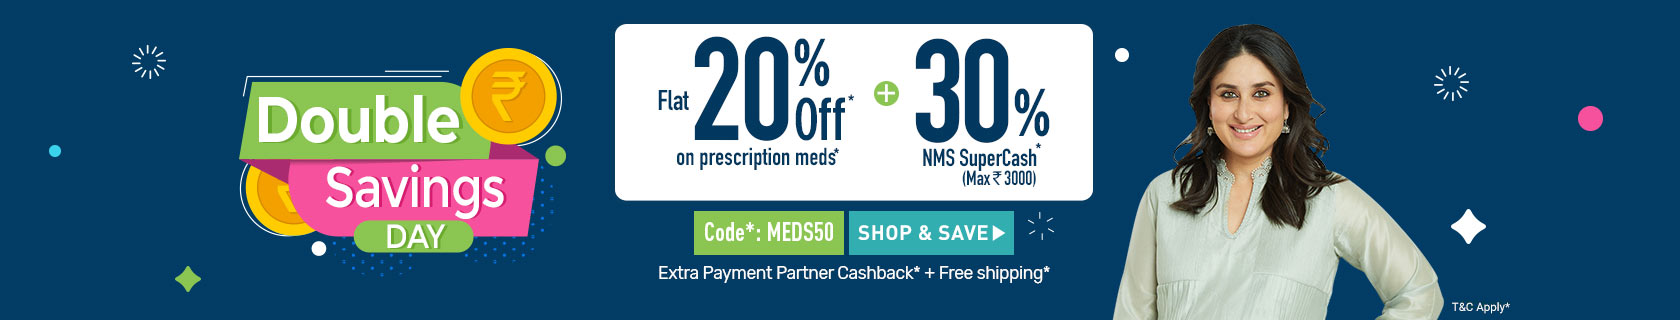 Double
Savings
DAY
Flat 20% Off*
on prescription meds*
+
30%
NMS SuperCash*
(Max ₹ 3000)
Code*: MEDS50
SHOP & SAVE
Extra Payment Partner Cashback* + Free shipping*
T&C Apply*